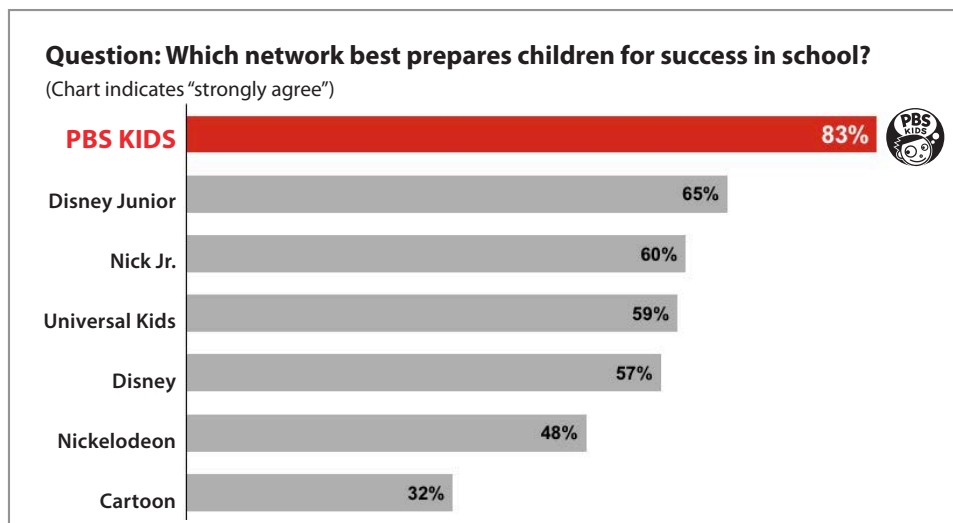 Question: Which network best prepares children for success in school?
(Chart indicates “strongly agree”)
PBS KIDS 83%
PBS
KIDS
Disney Junior 65%
Nick Jr. 60%
Universal Kids 59%
Disney 57%
Nickelodeon 48%
Cartoon 32%